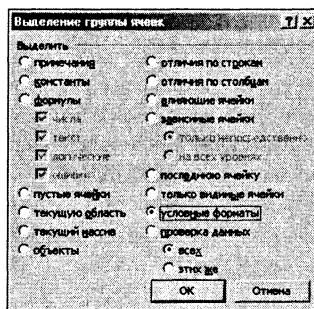 Выделение группы ячеек
Выделить
примечания
константы
формулы
числа
текст
логические
ошибки
пустые ячейки
текущую область
текущий массив
объекты
отличия по строкам
отличия по столбцам
влияющие ячейки
зависимые ячейки
только непосредственно
на всех уровнях
последнюю ячейку
только видимые ячейки
условные форматы
проверка данных
всех
этих же
ОК
Отмена